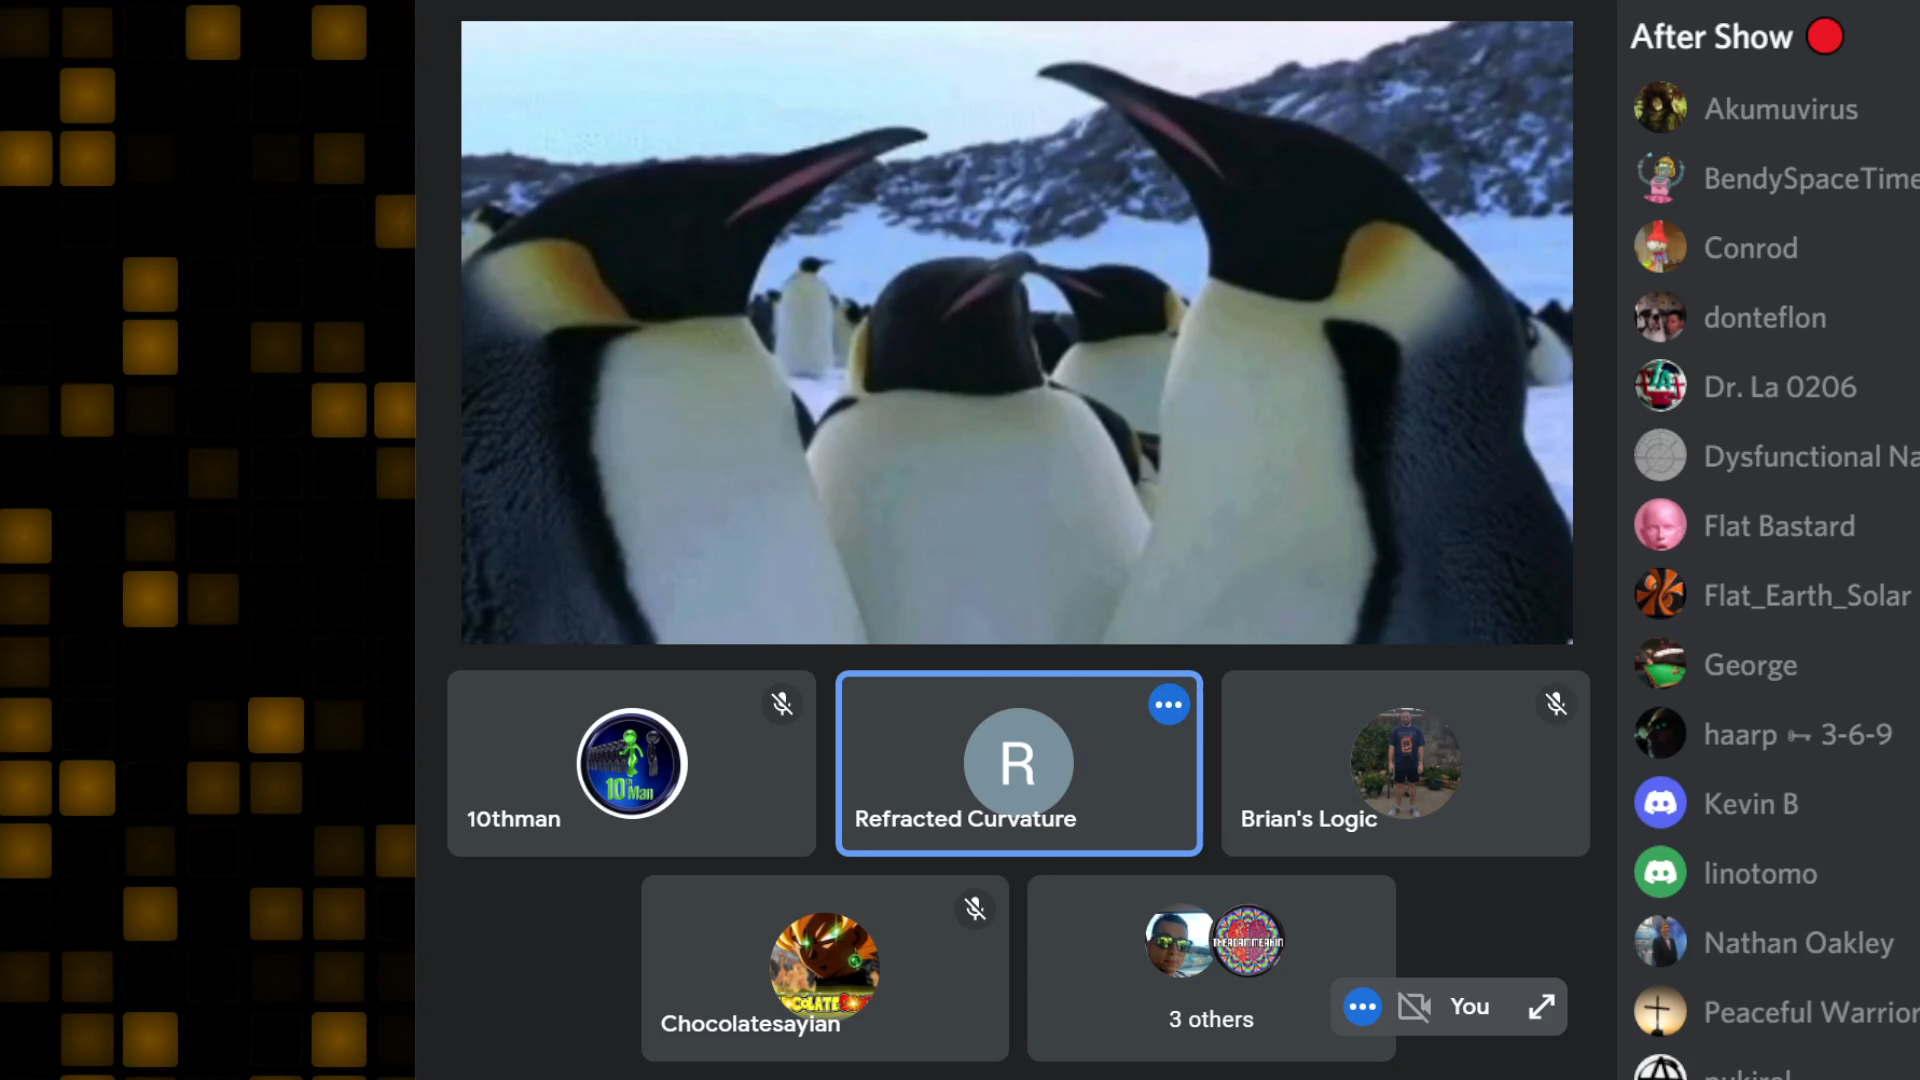 After Show
Akumuvirus
BendySpaceTime
Conrod
donteflon
Dr. La 0206
Dysfunctional Na
Flat Bastard
Flat_Earth_Solar
George
haarp 3-6-9
Kevin B
linotomo
Nathan Oakley
Peaceful Warrior
10th Man
10thman
R
Refracted Curvature
Brian's Logic
Chocolatesayian
3 others
You